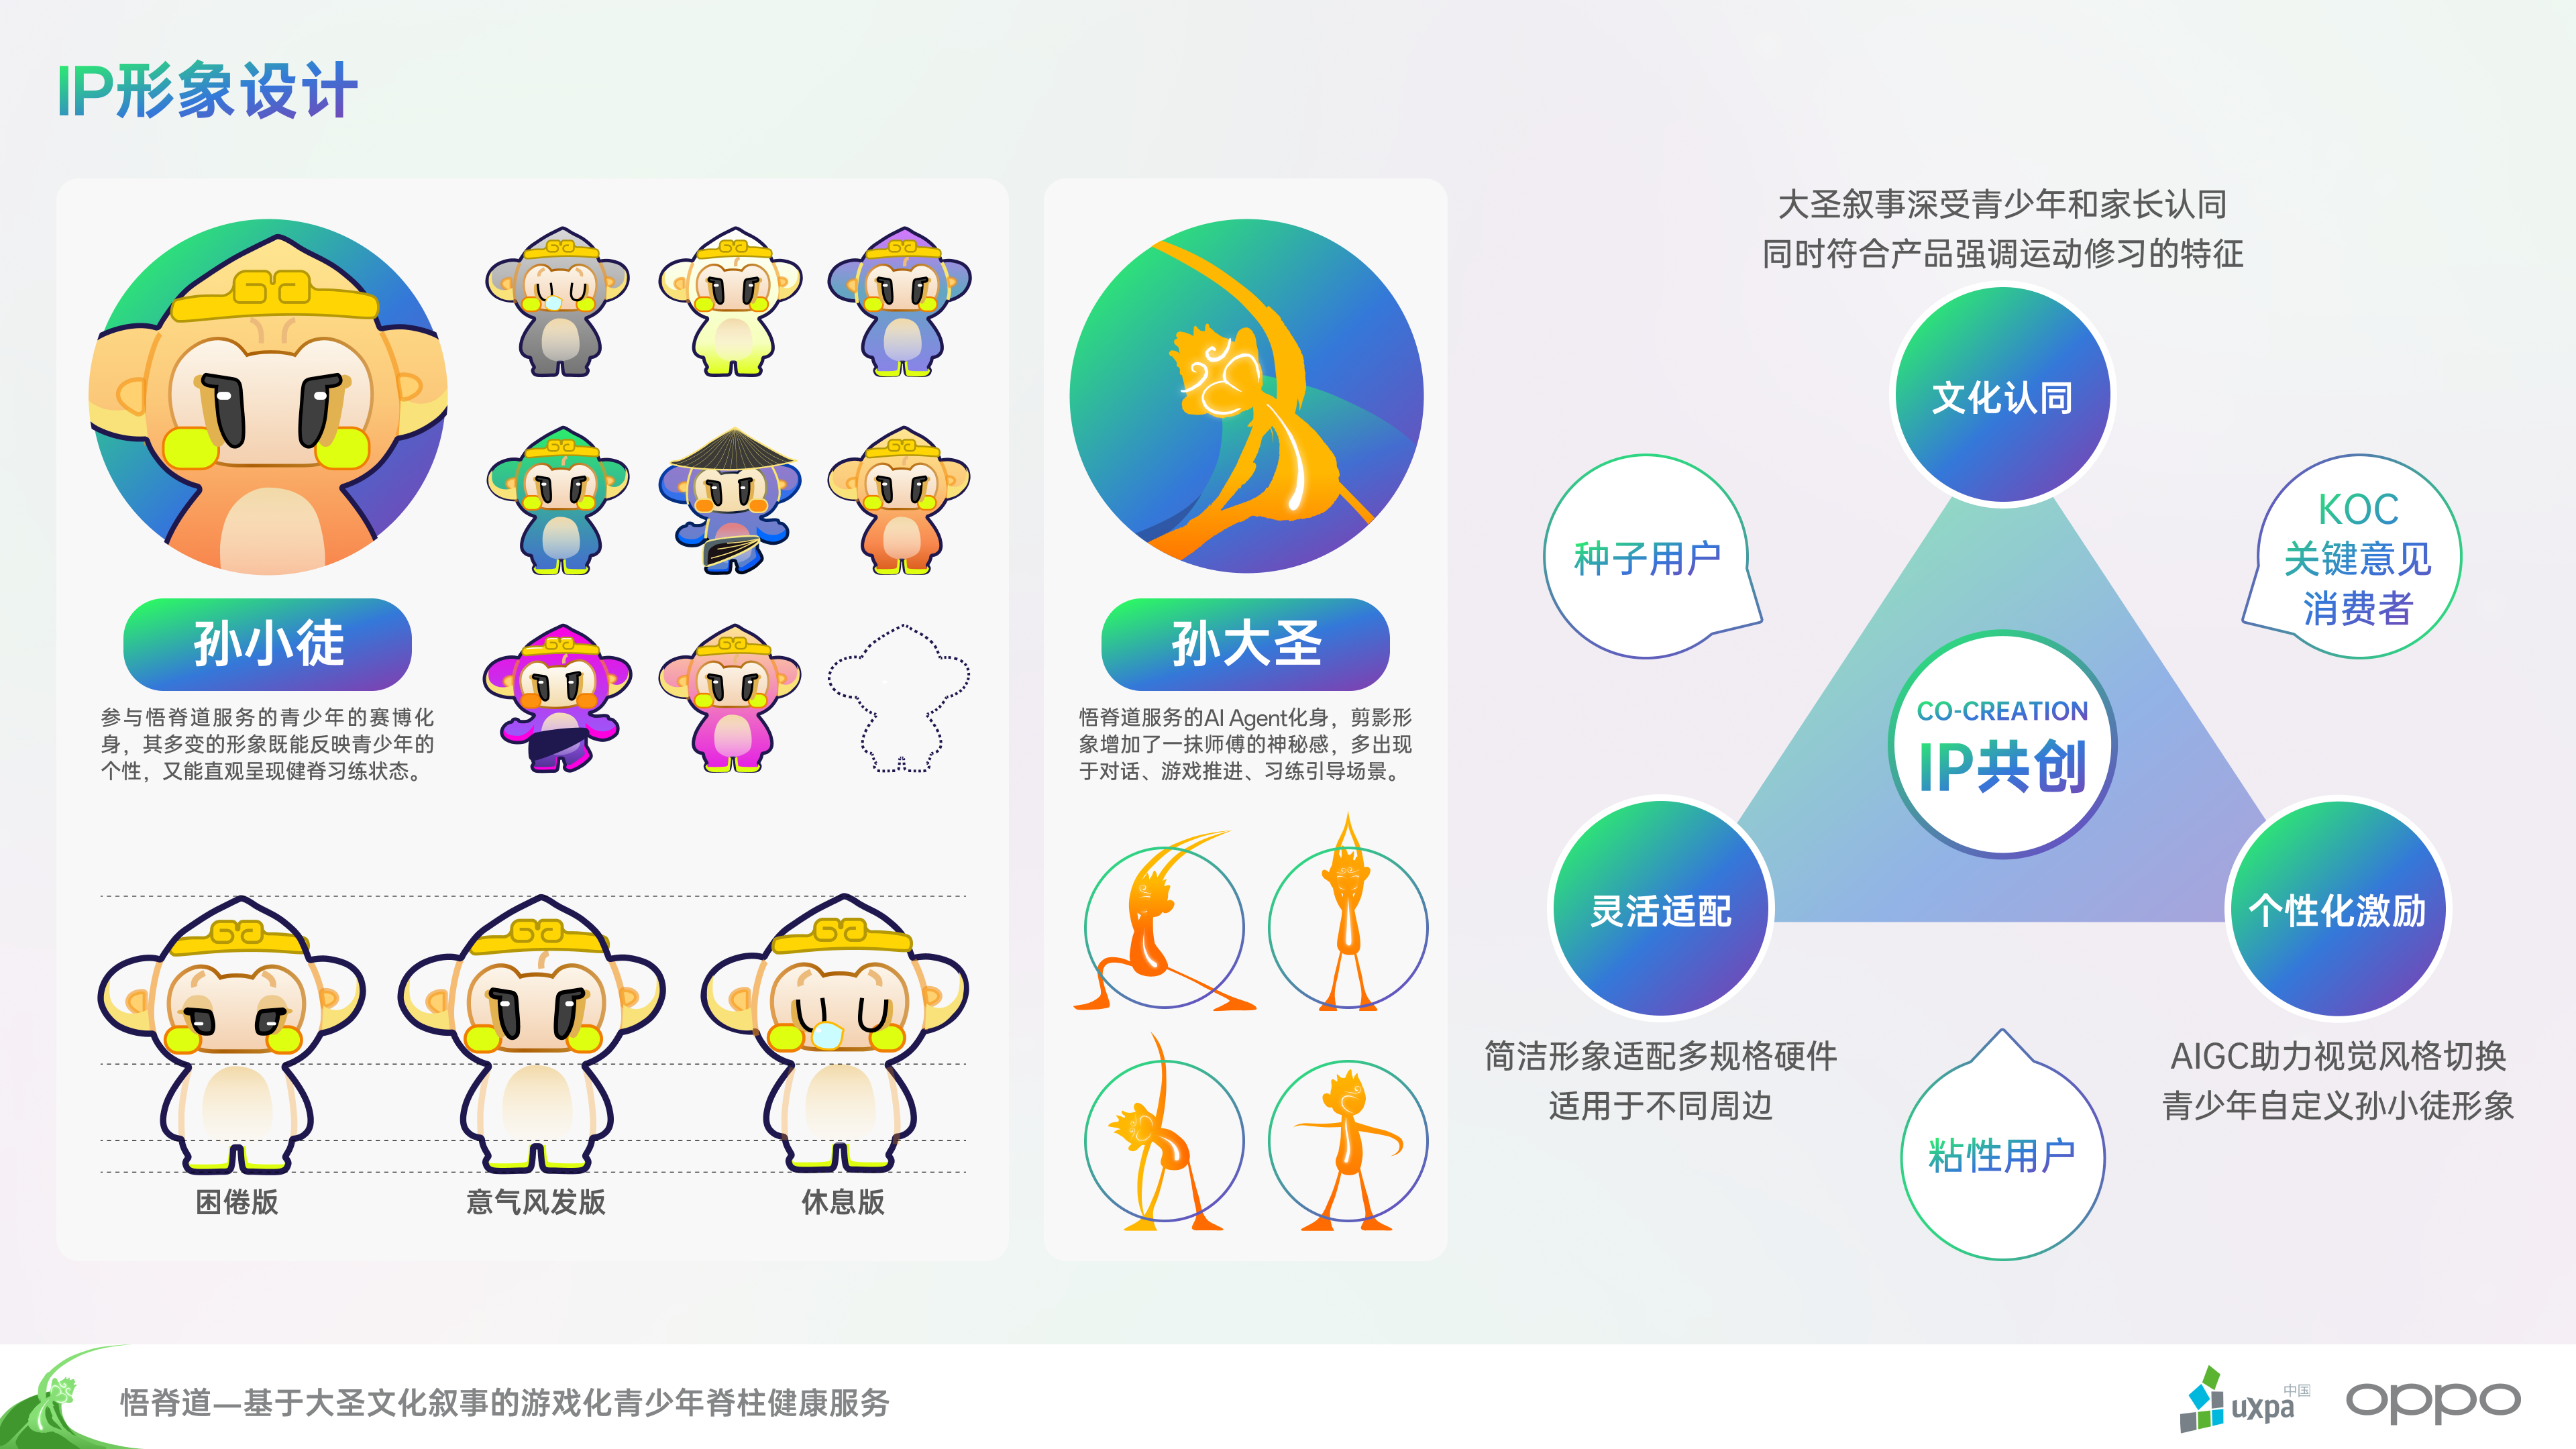 IP形象设计
孙小徒
参与悟脊道服务的青少年的赛博化
身，其多变的形象既能反映青少年的
个性，又能直观呈现健脊习练状态。
困倦版
意气风发版
休息版
孙大圣
悟脊道服务的AI Agent化身，剪影形
象增加了一抹师傅的神秘感，多出现
于对话、游戏推进、习练引导场景。
大圣叙事深受青少年和家长认同
同时符合产品强调运动修习的特征
文化认同
种子用户
KOC
关键意见
消费者
CO-CREATION
IP共创
灵活适配
个性化激励
简洁形象适配多规格硬件
适用于不同周边
AIGC助力视觉风格切换
青少年自定义孙小徒形象
粘性用户
悟脊道—基于大圣文化叙事的游戏化青少年脊柱健康服务
uxpa中国
oppo